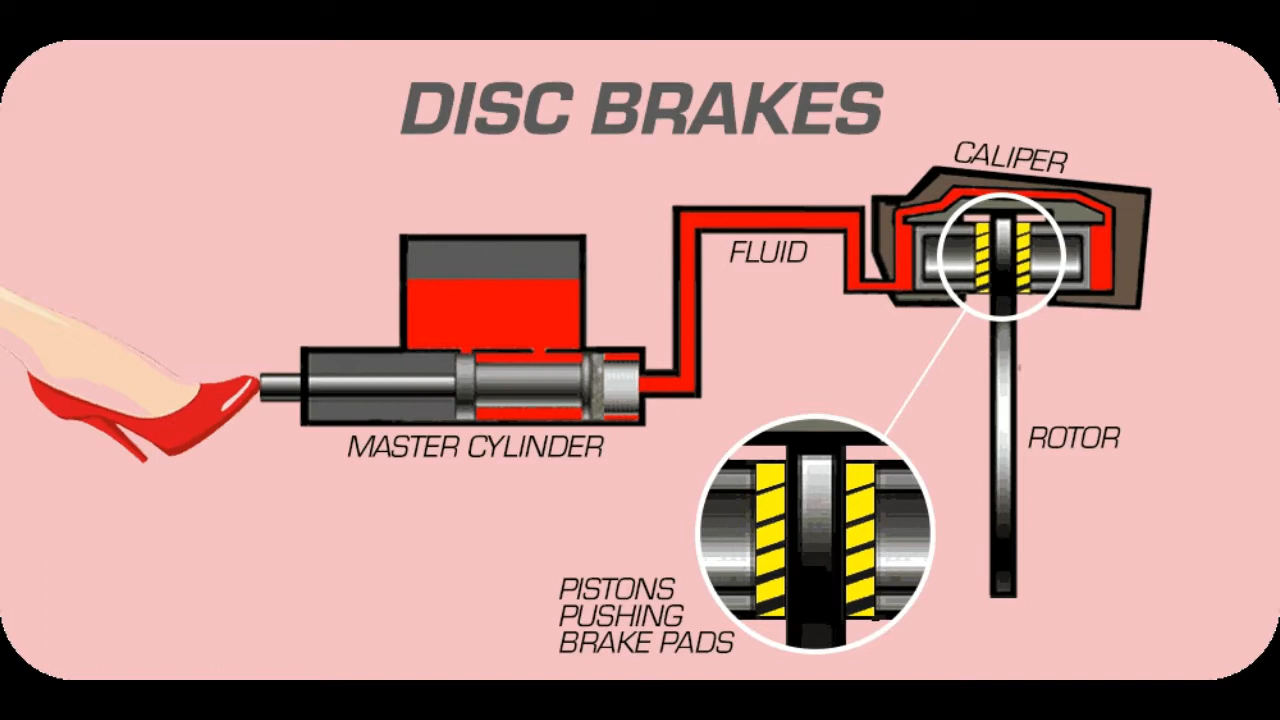 DISC BRAKES
CALIPER
FLUID
MASTER CYLINDER
ROTOR
PISTONS
PUSHING
BRAKE PADS